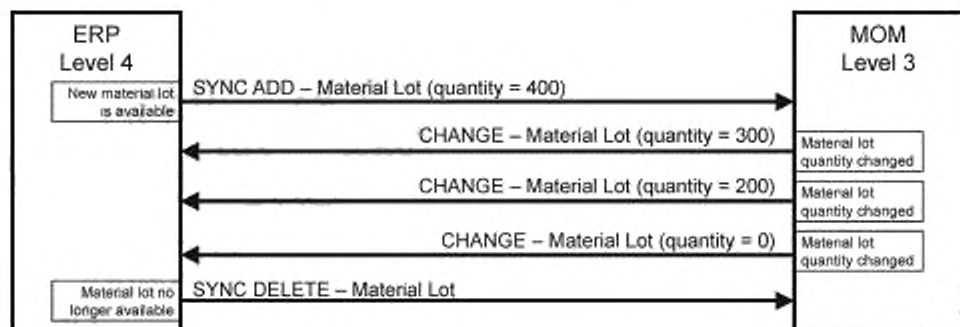 ERP
Level 4
MOM
Level 3
New material lot
is available
SYNC ADD – Material Lot (quantity = 400)
CHANGE – Material Lot (quantity = 300)
Material lot
quantity changed
CHANGE – Material Lot (quantity = 200)
Material lot
quantity changed
CHANGE – Material Lot (quantity = 0)
Material lot
quantity changed
Material lot no
longer available
SYNC DELETE – Material Lot